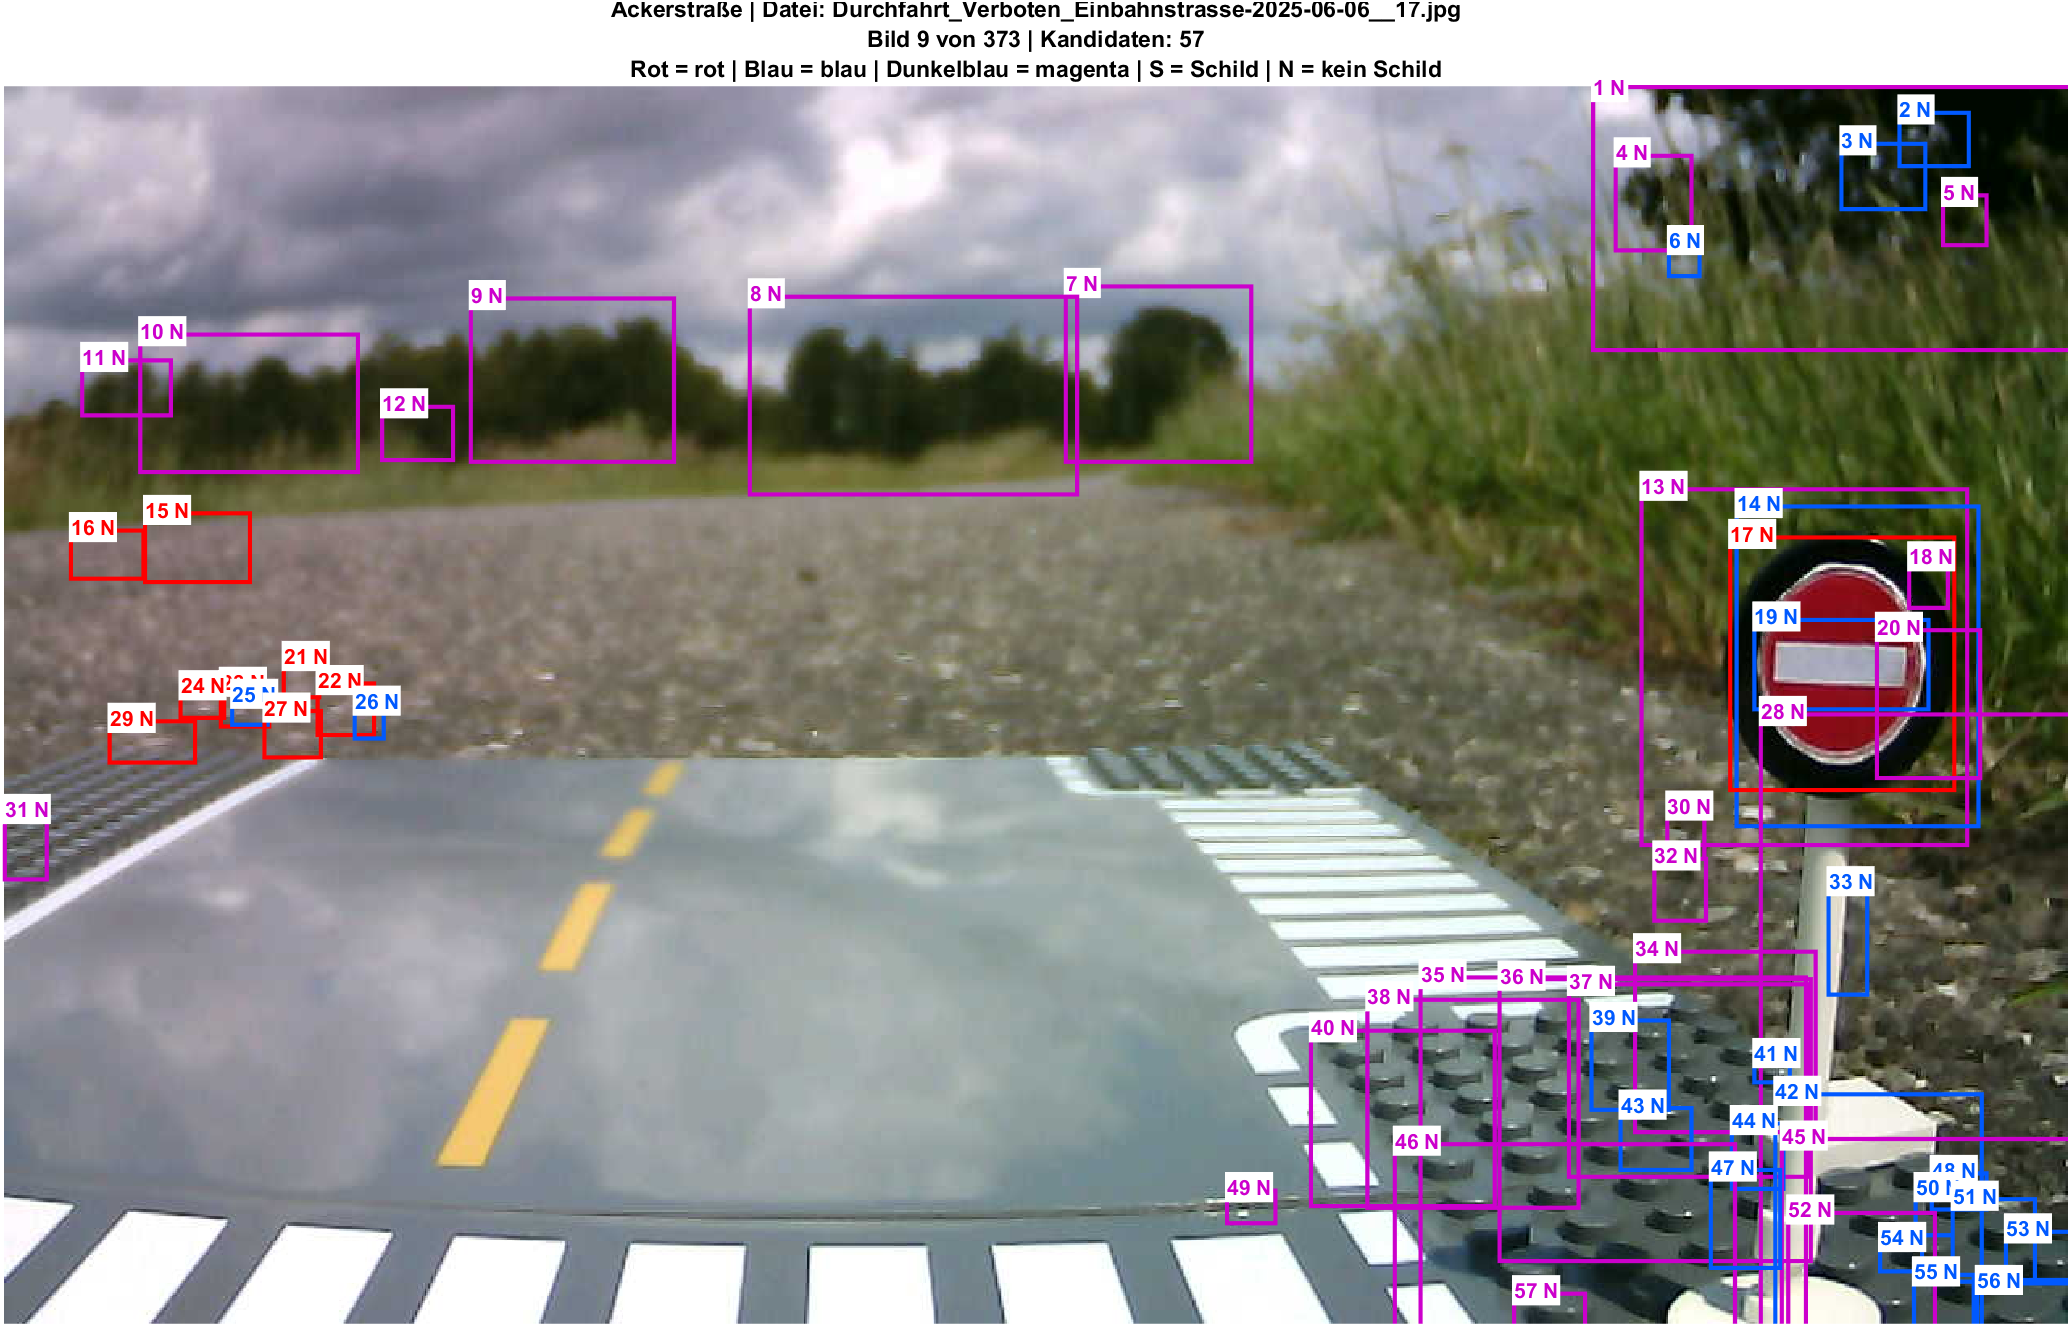 Ackerstraße | Datei: Durchfahrt_Verboten_Einbahnstrasse-2025-06-06__17.jpg
Bild 9 von 373 | Kandidaten: 57
Rot = rot | Blau = blau | Dunkelblau = magenta | S = Schild | N = kein Schild
1 N
2 N
3 N
4 N
5 N
6 N
7 N
8 N
9 N
10 N
11 N
12 N
13 N
14 N
15 N
16 N
17 N
18 N
19 N
20 N
21 N
22 N
24 N
25 N
26 N
27 N
28 N
29 N
30 N
31 N
32 N
33 N
34 N
35 N
36 N
37 N
38 N
39 N
40 N
41 N
42 N
43 N
44 N
45 N
46 N
47 N
48 N
49 N
50 N
51 N
52 N
53 N
54 N
55 N
56 N
57 N